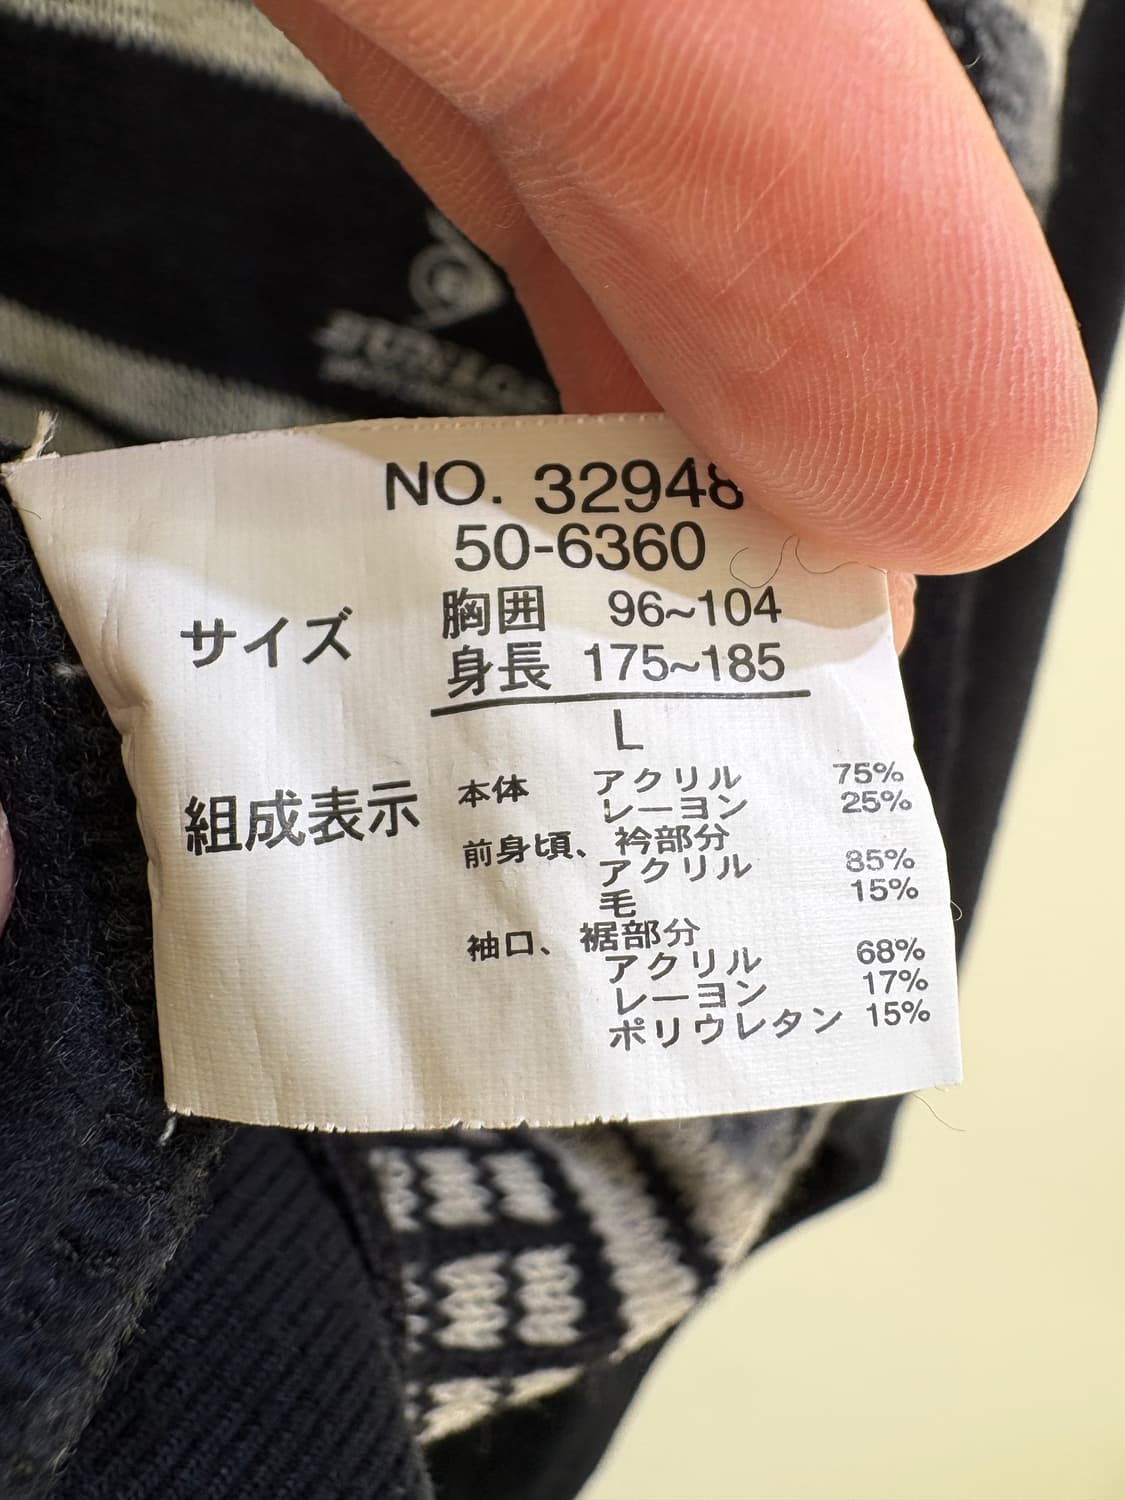 NO. 32948
50-6360
サイズ 胸囲 96~104
身長 175~185
L
組成表示 本体 アクリル 75%
レーヨン 25%
前身頃、衿部分
アクリル 85%
毛 15%
袖口、裾部分
アクリル 68%
レーヨン 17%
ポリウレタン 15%